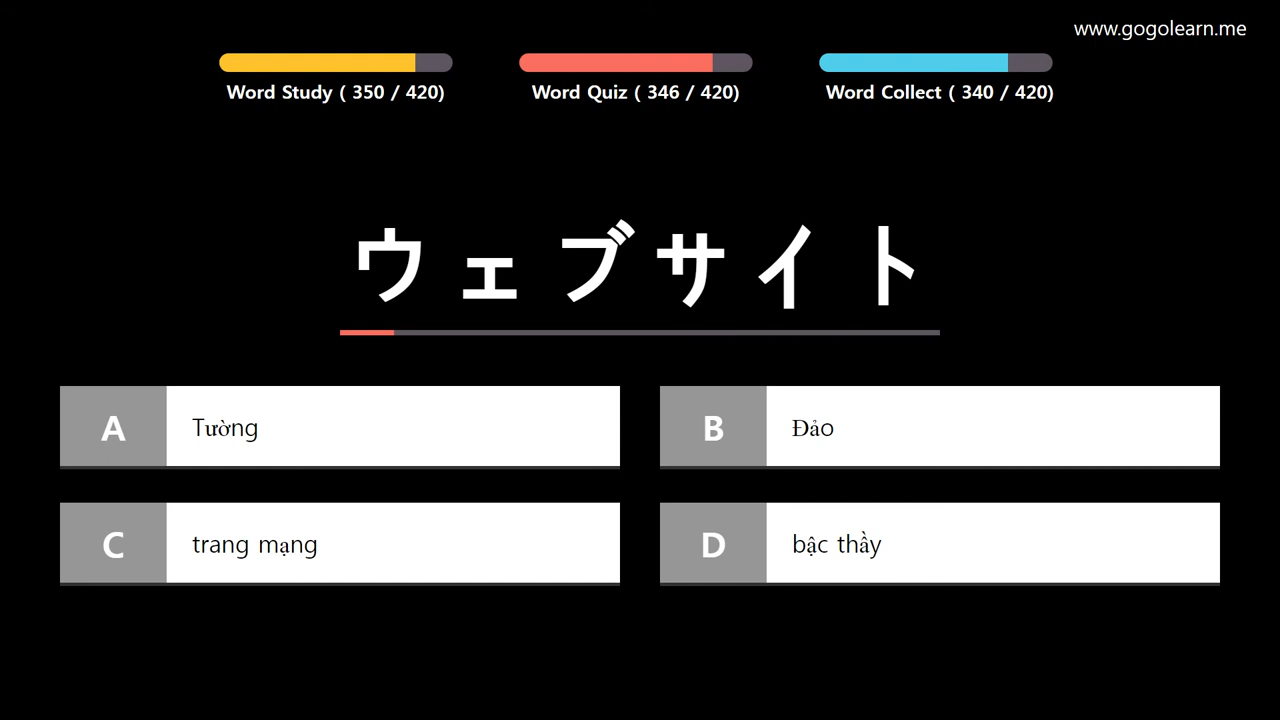 www.gogolearn.me
Word Study ( 350 / 420)
Word Quiz ( 346 / 420)
Word Collect ( 340 / 420)
ウェブサイト
A Tường
B Đảo
C trang mạng
D bậc thầy